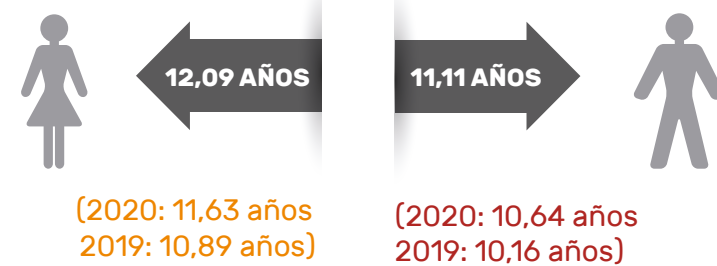 12,09 AÑOS
11,11 AÑOS
(2020: 11,63 años
2019: 10,89 años)
(2020: 10,64 años
2019: 10,16 años)